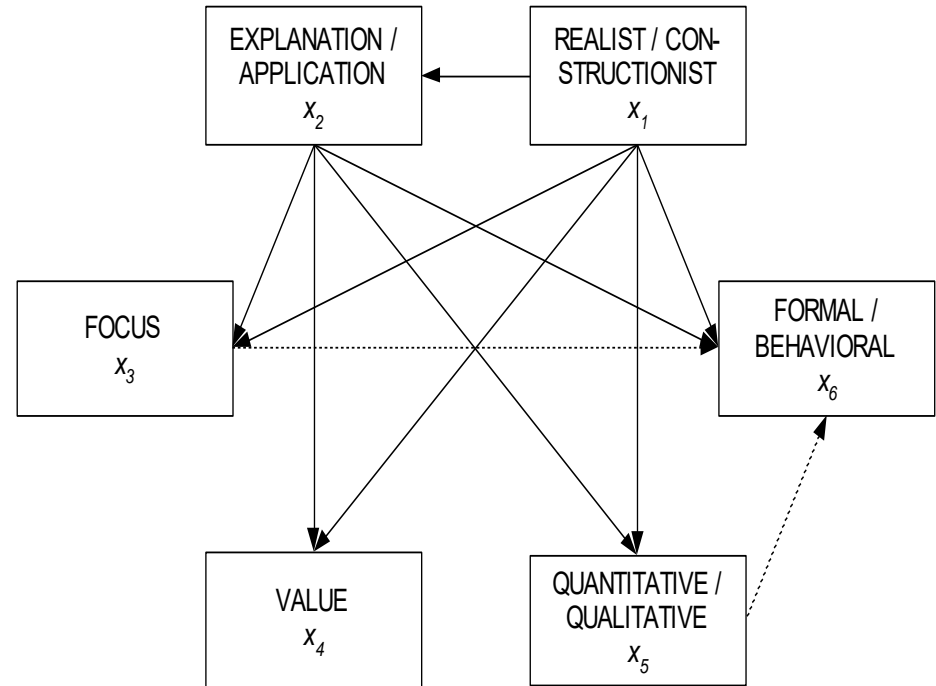 EXPLANATION /
APPLICATION
x2
REALIST / CON-
STRUCTIONIST
x1
FOCUS
x3
FORMAL /
BEHAVIORAL
x6
VALUE
x4
QUANTITATIVE /
QUALITATIVE
x5